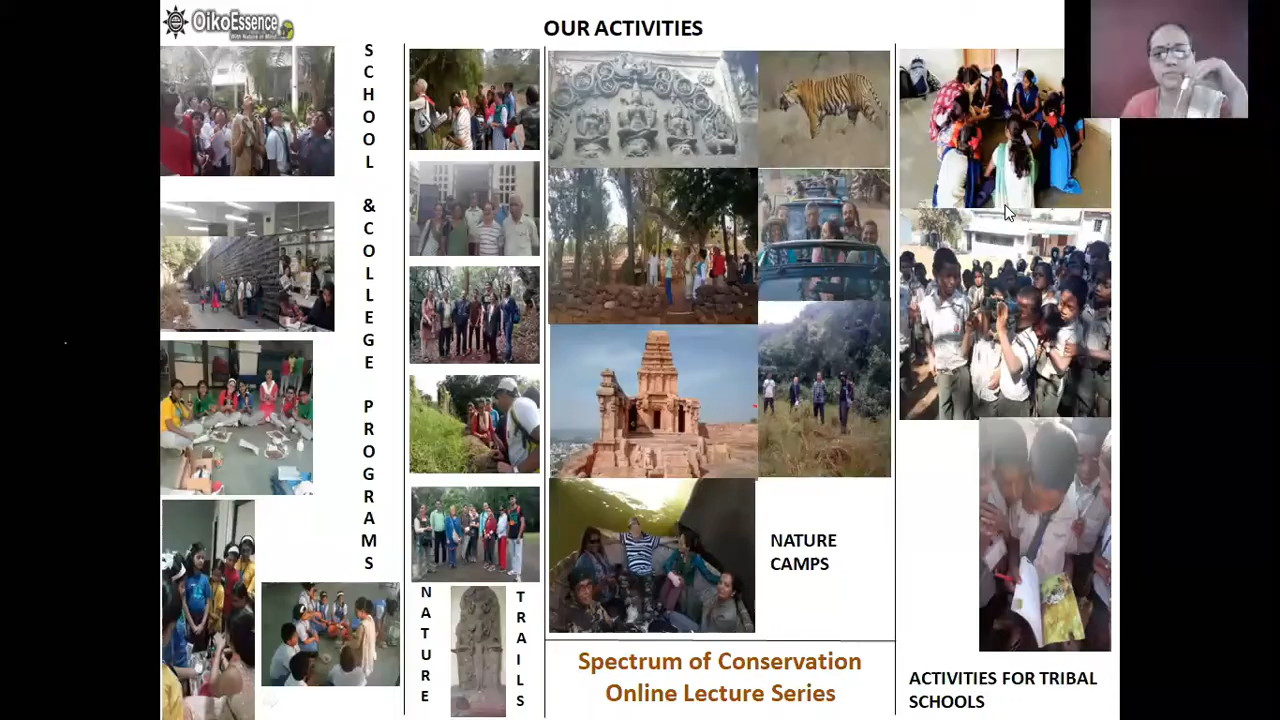 OikoEssence
With Nature in Mind
OUR ACTIVITIES
SCHOOL &COLLEGE PROGRAMS
NATURE
TRAILS
NATURE
CAMPS
Spectrum of Conservation
Online Lecture Series
ACTIVITIES FOR TRIBAL
SCHOOLS